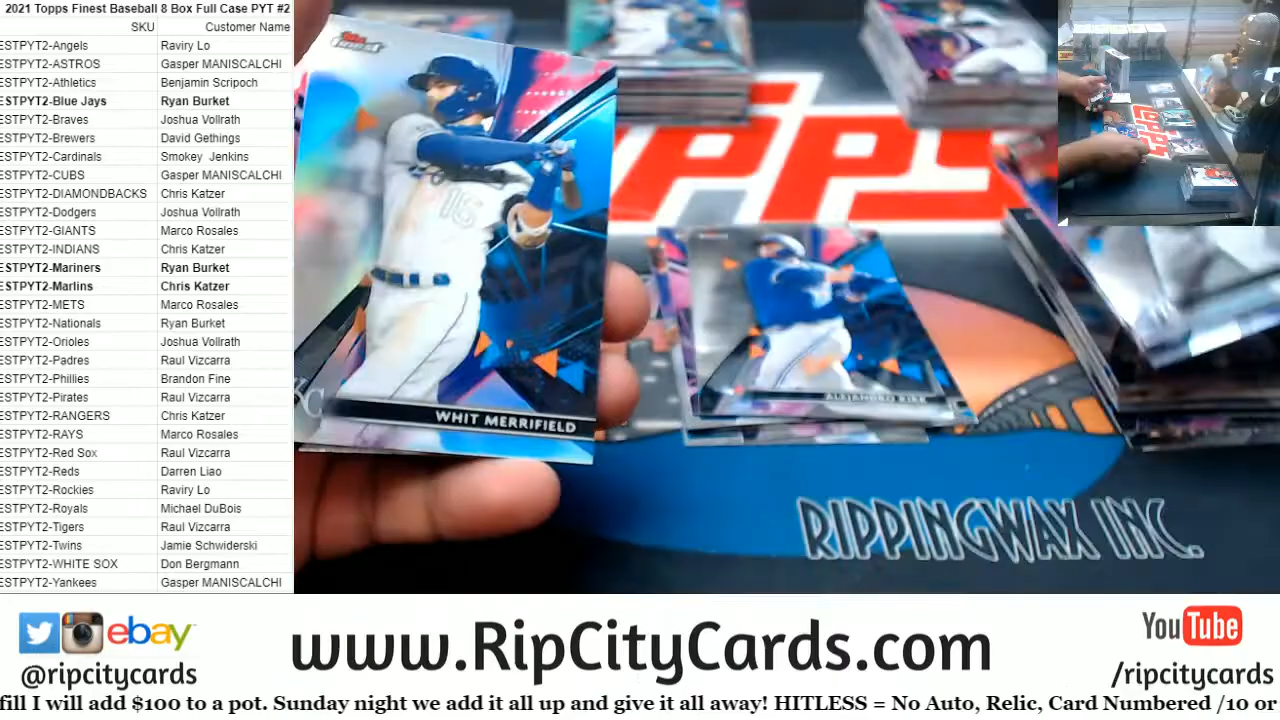 2021 Topps Finest Baseball 8 Box Full Case PYT #2
SKU Customer Name
ESTPYT2-Angels Raviry Lo
ESTPYT2-ASTROS Gasper MANISCALCHI
ESTPYT2-Athletics Benjamin Scripoch
ESTPYT2-Blue Jays Ryan Burket
ESTPYT2-Braves Joshua Vollrath
ESTPYT2-Brewers David Gethings
ESTPYT2-Cardinals Smokey Jenkins
ESTPYT2-CUBS Gasper MANISCALCHI
ESTPYT2-DIAMONDBACKS Chris Katzer
ESTPYT2-Dodgers Joshua Vollrath
ESTPYT2-GIANTS Marco Rosales
ESTPYT2-INDIANS Chris Katzer
ESTPYT2-Mariners Ryan Burket
ESTPYT2-Marlins Chris Katzer
ESTPYT2-METS Marco Rosales
ESTPYT2-Nationals Ryan Burket
ESTPYT2-Orioles Joshua Vollrath
ESTPYT2-Padres Raul Vizcarra
ESTPYT2-Phillies Brandon Fine
ESTPYT2-Pirates Raul Vizcarra
ESTPYT2-RANGERS Chris Katzer
ESTPYT2-RAYS Marco Rosales
ESTPYT2-Red Sox Raul Vizcarra
ESTPYT2-Reds Darren Liao
ESTPYT2-Rockies Raviry Lo
ESTPYT2-Royals Michael DuBois
ESTPYT2-Tigers Raul Vizcarra
ESTPYT2-Twins Jamie Schwiderski
ESTPYT2-WHITE SOX Don Bergmann
ESTPYT2-Yankees Gasper MANISCALCHI
Topps Finest
15
KC
WHIT MERRIFIELD
ALEJANDRO KIRK
TOPPS
RIPPINGWAX INC.
ebay
@ripcitycards
www.RipCityCards.com
YouTube
/ripcitycards
fill I will add $100 to a pot. Sunday night we add it all up and give it all away! HITLESS = No Auto, Relic, Card Numbered /10 or